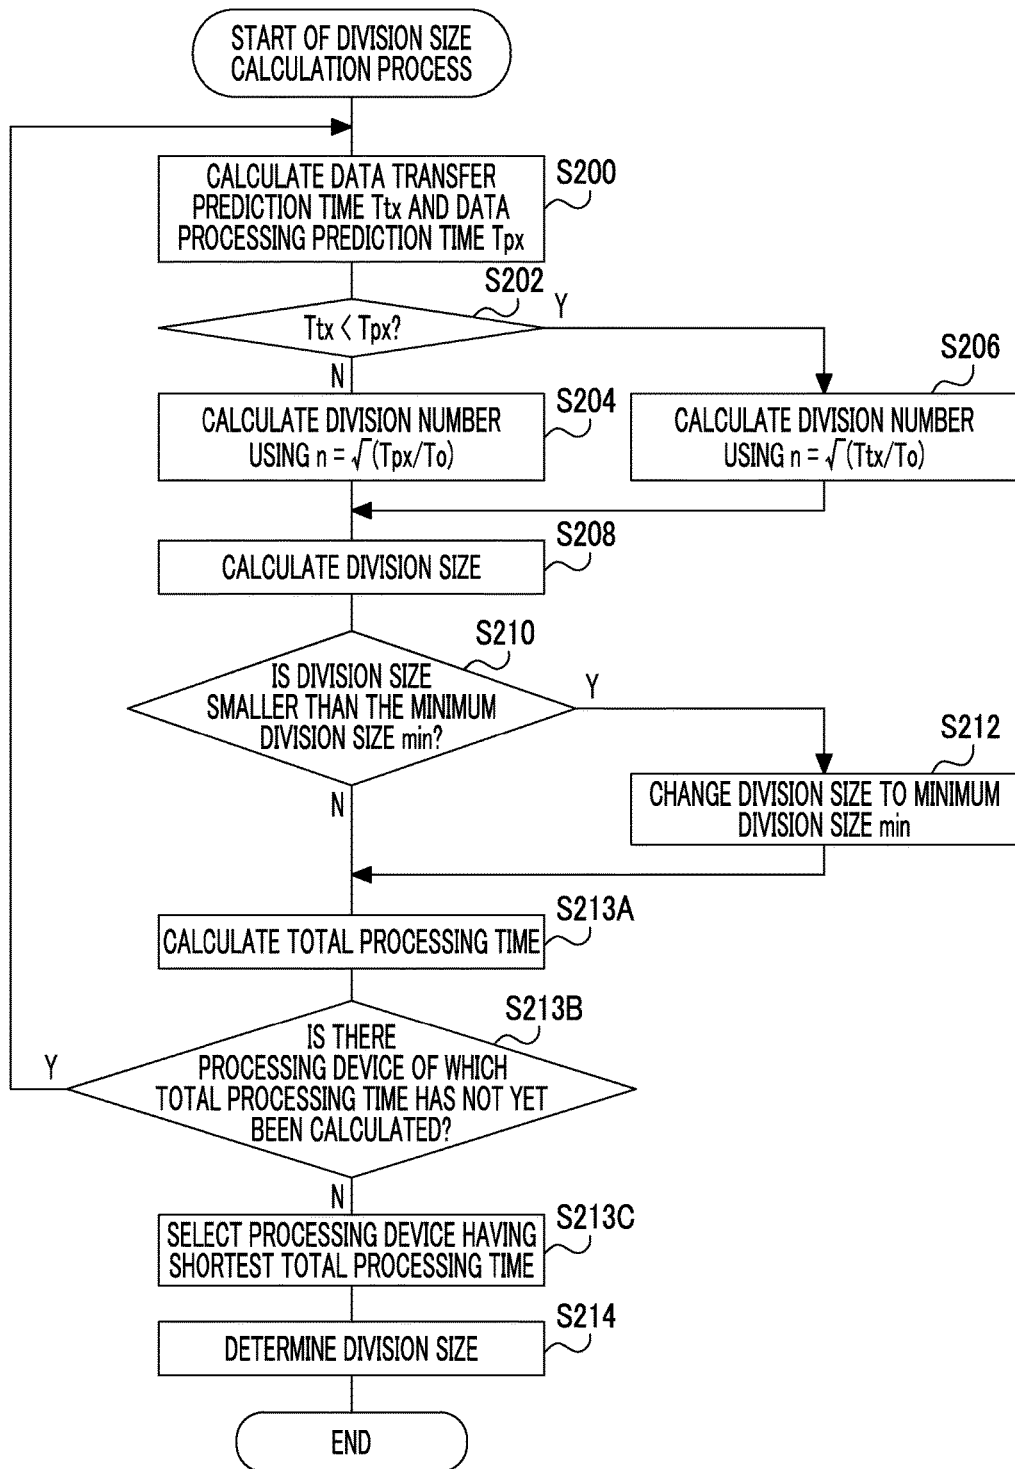 START OF DIVISION SIZE
CALCULATION PROCESS
CALCULATE DATA TRANSFER
PREDICTION TIME Ttx AND DATA
PROCESSING PREDICTION TIME Tpx
S200
Ttx < Tpx?
S202
Y
N
CALCULATE DIVISION NUMBER
USING n = √(Tpx/To)
S204
CALCULATE DIVISION NUMBER
USING n = √(Ttx/To)
S206
CALCULATE DIVISION SIZE
S208
IS DIVISION SIZE
SMALLER THAN THE MINIMUM
DIVISION SIZE min?
S210
Y
N
CHANGE DIVISION SIZE TO MINIMUM
DIVISION SIZE min
S212
CALCULATE TOTAL PROCESSING TIME
S213A
IS THERE
PROCESSING DEVICE OF WHICH
TOTAL PROCESSING TIME HAS NOT YET
BEEN CALCULATED?
S213B
Y
N
SELECT PROCESSING DEVICE HAVING
SHORTEST TOTAL PROCESSING TIME
S213C
DETERMINE DIVISION SIZE
S214
END